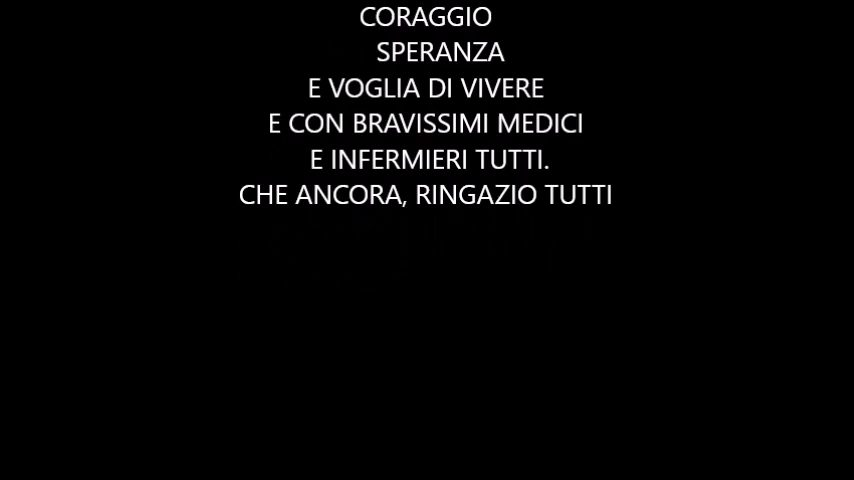 CORAGGIO
SPERANZA
E VOGLIA DI VIVERE
E CON BRAVISSIMI MEDICI
E INFERMIERI TUTTI.
CHE ANCORA, RINGAZIO TUTTI